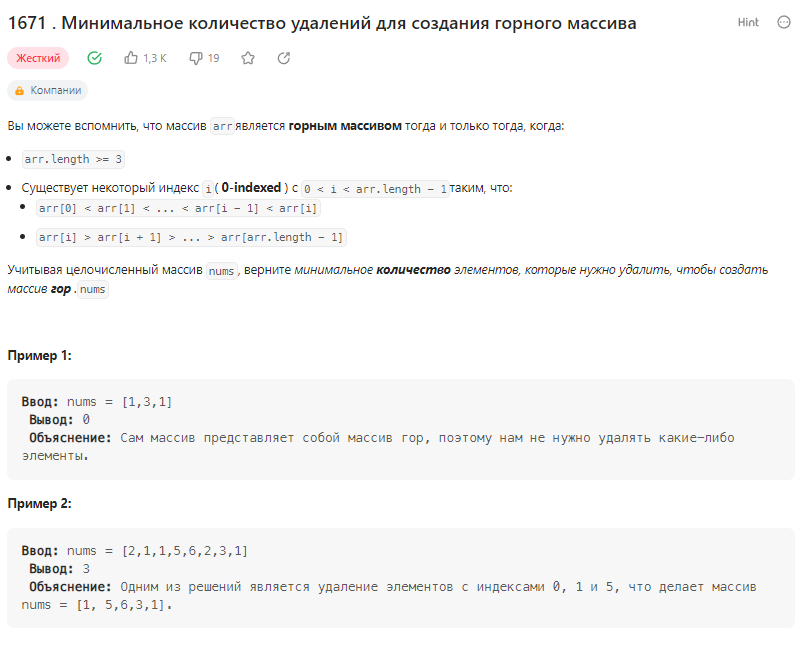 1671 . Минимальное количество удалений для создания горного массива
Hint
Жесткий 1,3 K 19
Компании
Вы можете вспомнить, что массив arr является горным массивом тогда и только тогда, когда:
arr.length >= 3
Существует некоторый индекс i ( 0-indexed ) с 0 < i < arr.length - 1 таким, что:
arr[0] < arr[1] < ... < arr[i - 1] < arr[i]
arr[i] > arr[i + 1] > ... > arr[arr.length - 1]
Учитывая целочисленный массив nums , верните минимальное количество элементов, которые нужно удалить, чтобы создать
массив гор . nums
Пример 1:
Ввод: nums = [1,3,1]
Вывод: 0
Объяснение: Сам массив представляет собой массив гор, поэтому нам не нужно удалять какие-либо
элементы.
Пример 2:
Ввод: nums = [2,1,1,5,6,2,3,1]
Вывод: 3
Объяснение: Одним из решений является удаление элементов с индексами 0, 1 и 5, что делает массив
nums = [1, 5,6,3,1].